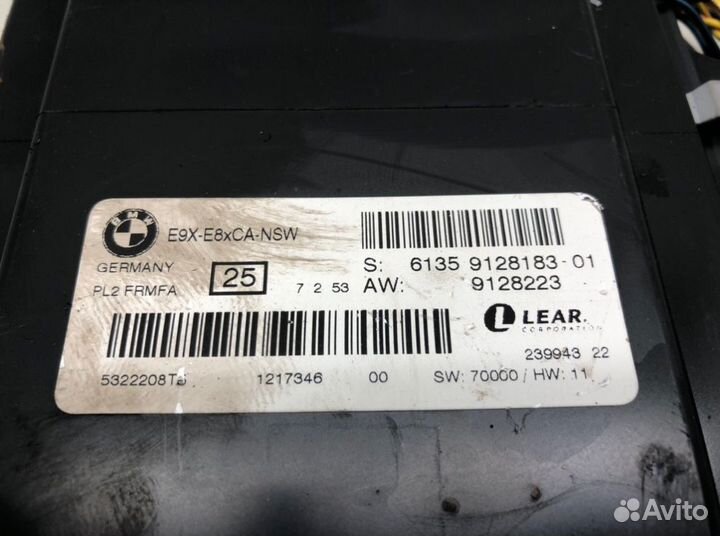 BMW
E9X-E8xCA-NSW
GERMANY
25
PL2 FRMFA
7 2 53
S: 6135 9128183-01
AW: 9128223
LEAR.
CORPORATION
239943 22
1217346
00
SW: 70000 / HW: 11
Avito